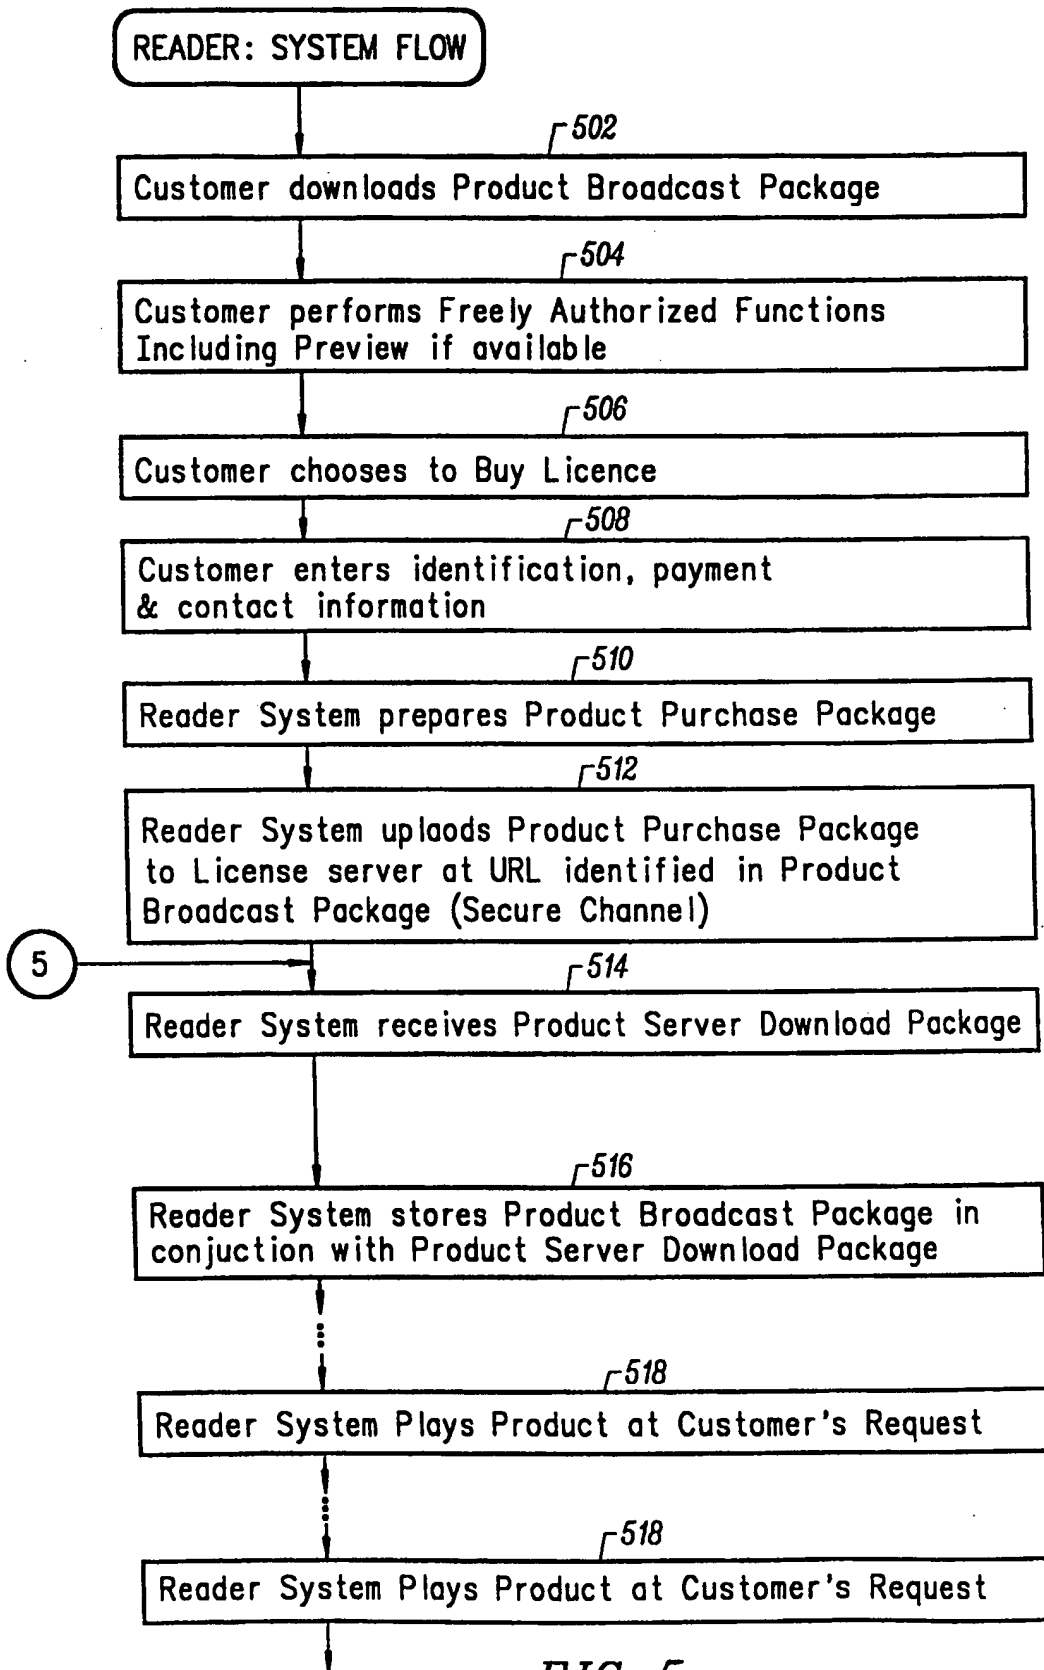 READER: SYSTEM FLOW
502
Customer downloads Product Broadcast Package
504
Customer performs Freely Authorized Functions
Including Preview if available
506
Customer chooses to Buy Licence
508
Customer enters identification, payment
& contact information
510
Reader System prepares Product Purchase Package
512
Reader System uplaods Product Purchase Package
to License server at URL identified in Product
Broadcast Package (Secure Channel)
5
514
Reader System receives Product Server Download Package
516
Reader System stores Product Broadcast Package in
conjuction with Product Server Download Package
518
Reader System Plays Product at Customer's Request
518
Reader System Plays Product at Customer's Request